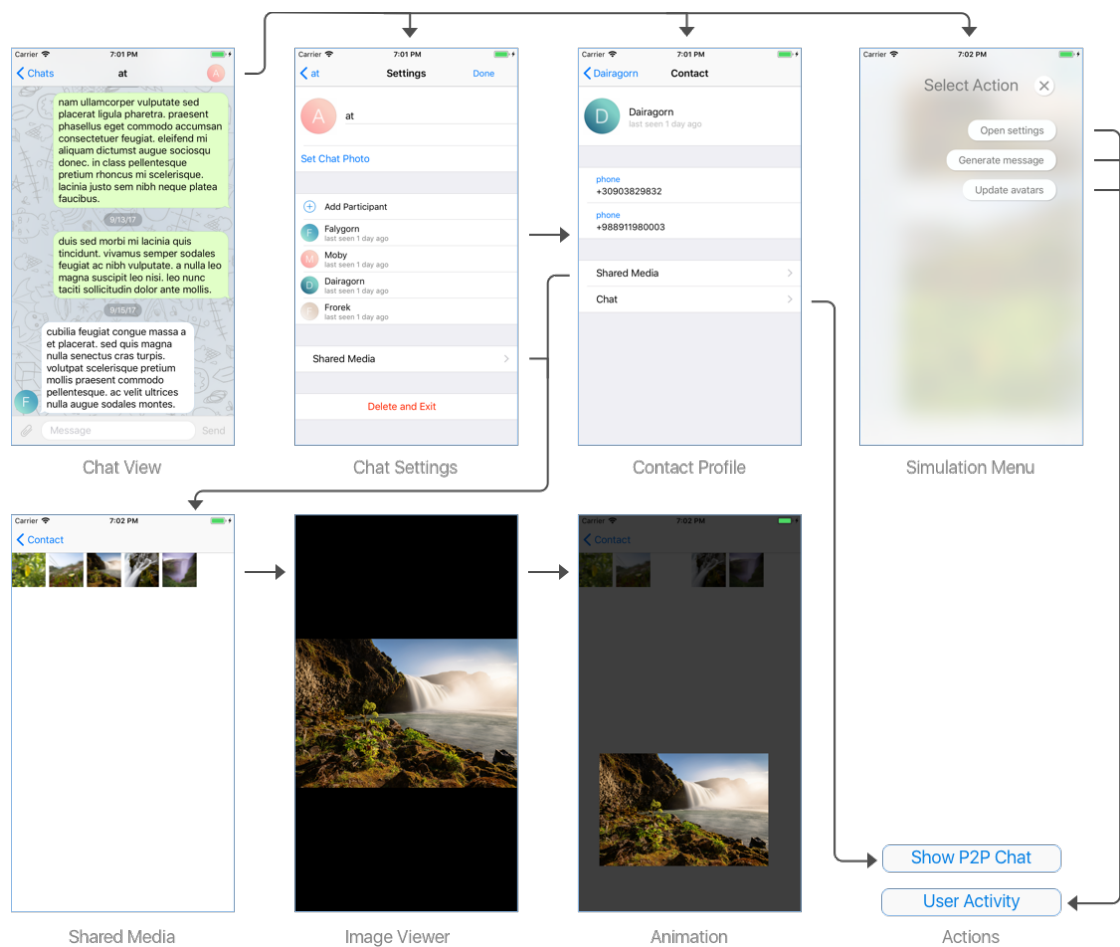 Carrier 7:01 PM
Chats at A
nam ullamcorper vulputate sed
placerat ligula pharetra. praesent
phasellus eget commodo accumsan
consectetuer feugiat. eleifend mi
aliquam dictumst augue sociosqu
donec. in class pellentesque
pretium rhoncus mi scelerisque.
lacinia justo sem nibh neque platea
faucibus.
9/13/17
duis sed morbi mi lacinia quis
tincidunt. vivamus semper sodales
feugiat ac nibh vulputate. a nulla leo
magna suscipit leo nisi. leo nunc
taciti sollicitudin dolor ante mollis.
9/15/17
cubilia feugiat congue massa a
et placerat. sed quis magna
nulla senectus cras turpis.
volutpat scelerisque pretium
mollis praesent commodo
pellentesque. ac velit ultrices
nulla augue sodales montes.
F
Message Send
Chat View
Carrier 7:01 PM
at Settings Done
A at
Set Chat Photo
Add Participant
F Falygorn
last seen 1 day ago
M Moby
last seen 1 day ago
D Dairagorn
last seen 1 day ago
F Frorek
last seen 1 day ago
Shared Media
Delete and Exit
Chat Settings
Carrier 7:01 PM
Dairagorn Contact
D Dairagorn
last seen 1 day ago
phone
+30903829832
phone
+988911980003
Shared Media
Chat
Contact Profile
Carrier 7:02 PM
Select Action
Open settings
Generate message
Update avatars
Simulation Menu
Carrier 7:02 PM
Contact
Shared Media
Image Viewer
Carrier 7:02 PM
Contact
Animation
Show P2P Chat
User Activity
Actions